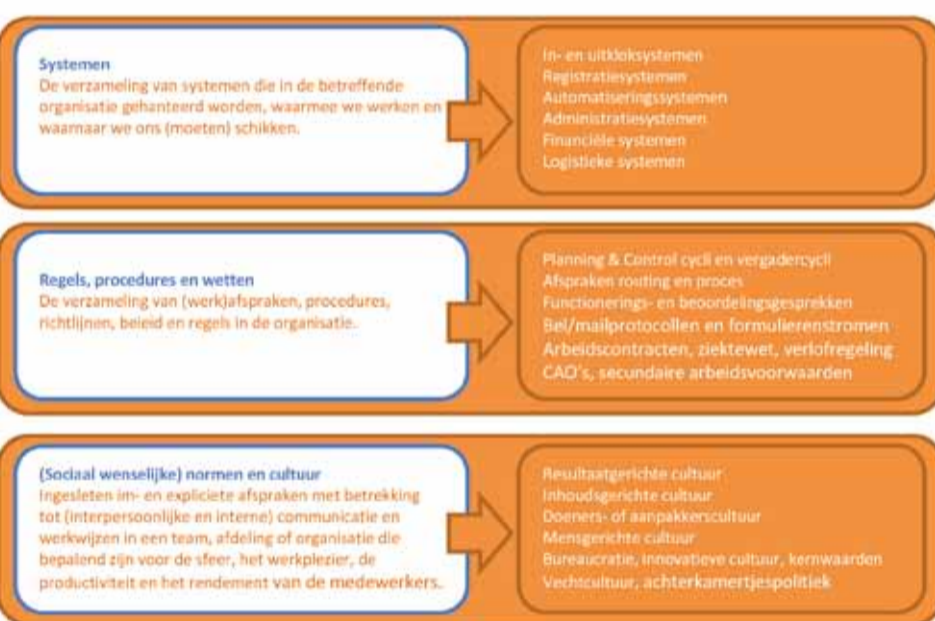 Systemen
De verzameling van systemen die in de betreffende
organisatie gehanteerd worden, waarmee we werken en
waarnaar we ons (moeten) schikken.
In- en uitkloksystemen
Registratiesystemen
Automatiseringssystemen
Administratiesystemen
Financiële systemen
Logistieke systemen
Regels, procedures en wetten
De verzameling van (werk)afspraken, procedures,
richtlijnen, beleid en regels in de organisatie.
Planning & Control cycli en vergadercycli
Afspraken routing en proces
Functionerings- en beoordelingsgesprekken
Bel/mailprotocollen en formulierenstromen
Arbeidscontracten, ziektewet, verlofregeling
CAO's, secundaire arbeidsvoorwaarden
(Sociaal wenselijke) normen en cultuur
Ingesleten im- en expliciete afspraken met betrekking
tot (interpersoonlijke en interne) communicatie en
werkwijzen in een team, afdeling of organisatie die
bepalend zijn voor de sfeer, het werkplezier, de
productiviteit en het rendement van de medewerkers.
Resultaatgerichte cultuur
Inhoudsgerichte cultuur
Doeners- of aanpakkerscultuur
Mensgerichte cultuur
Bureaucratie, innovatieve cultuur, kernwaarden
Vechtcultuur, achterkamertjespolitiek